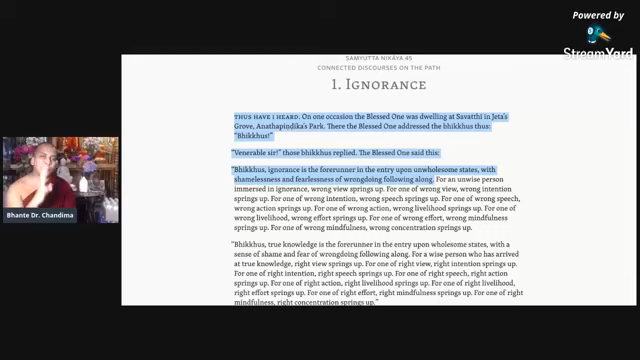 Powered by
StreamYard
SAMYUTTA NIKĀYA 45
CONNECTED DISCOURSES ON THE PATH
1. IGNORANCE
THUS HAVE I HEARD. On one occasion the Blessed One was dwelling at Savatthi in Jeta's
Grove, Anathapiṇḍika's Park. There the Blessed One addressed the bhikkhus thus:
“Bhikkhus!”
“Venerable sir!” those bhikkhus replied. The Blessed One said this:
“Bhikkhus, ignorance is the forerunner in the entry upon unwholesome states, with
shamelessness and fearlessness of wrongdoing following along. For an unwise person
immersed in ignorance, wrong view springs up. For one of wrong view, wrong intention
springs up. For one of wrong intention, wrong speech springs up. For one of wrong speech,
wrong action springs up. For one of wrong action, wrong livelihood springs up. For one of
wrong livelihood, wrong effort springs up. For one of wrong effort, wrong mindfulness
springs up. For one of wrong mindfulness, wrong concentration springs up.
“Bhikkhus, true knowledge is the forerunner in the entry upon wholesome states, with a
sense of shame and fear of wrongdoing following along. For a wise person who has arrived
at true knowledge, right view springs up. For one of right view, right intention springs up.
For one of right intention, right speech springs up. For one of right speech, right action
springs up. For one of right action, right livelihood springs up. For one of right livelihood,
right effort springs up. For one of right effort, right mindfulness springs up. For one of right
mindfulness, right concentration springs up.”
Bhante Dr. Chandima